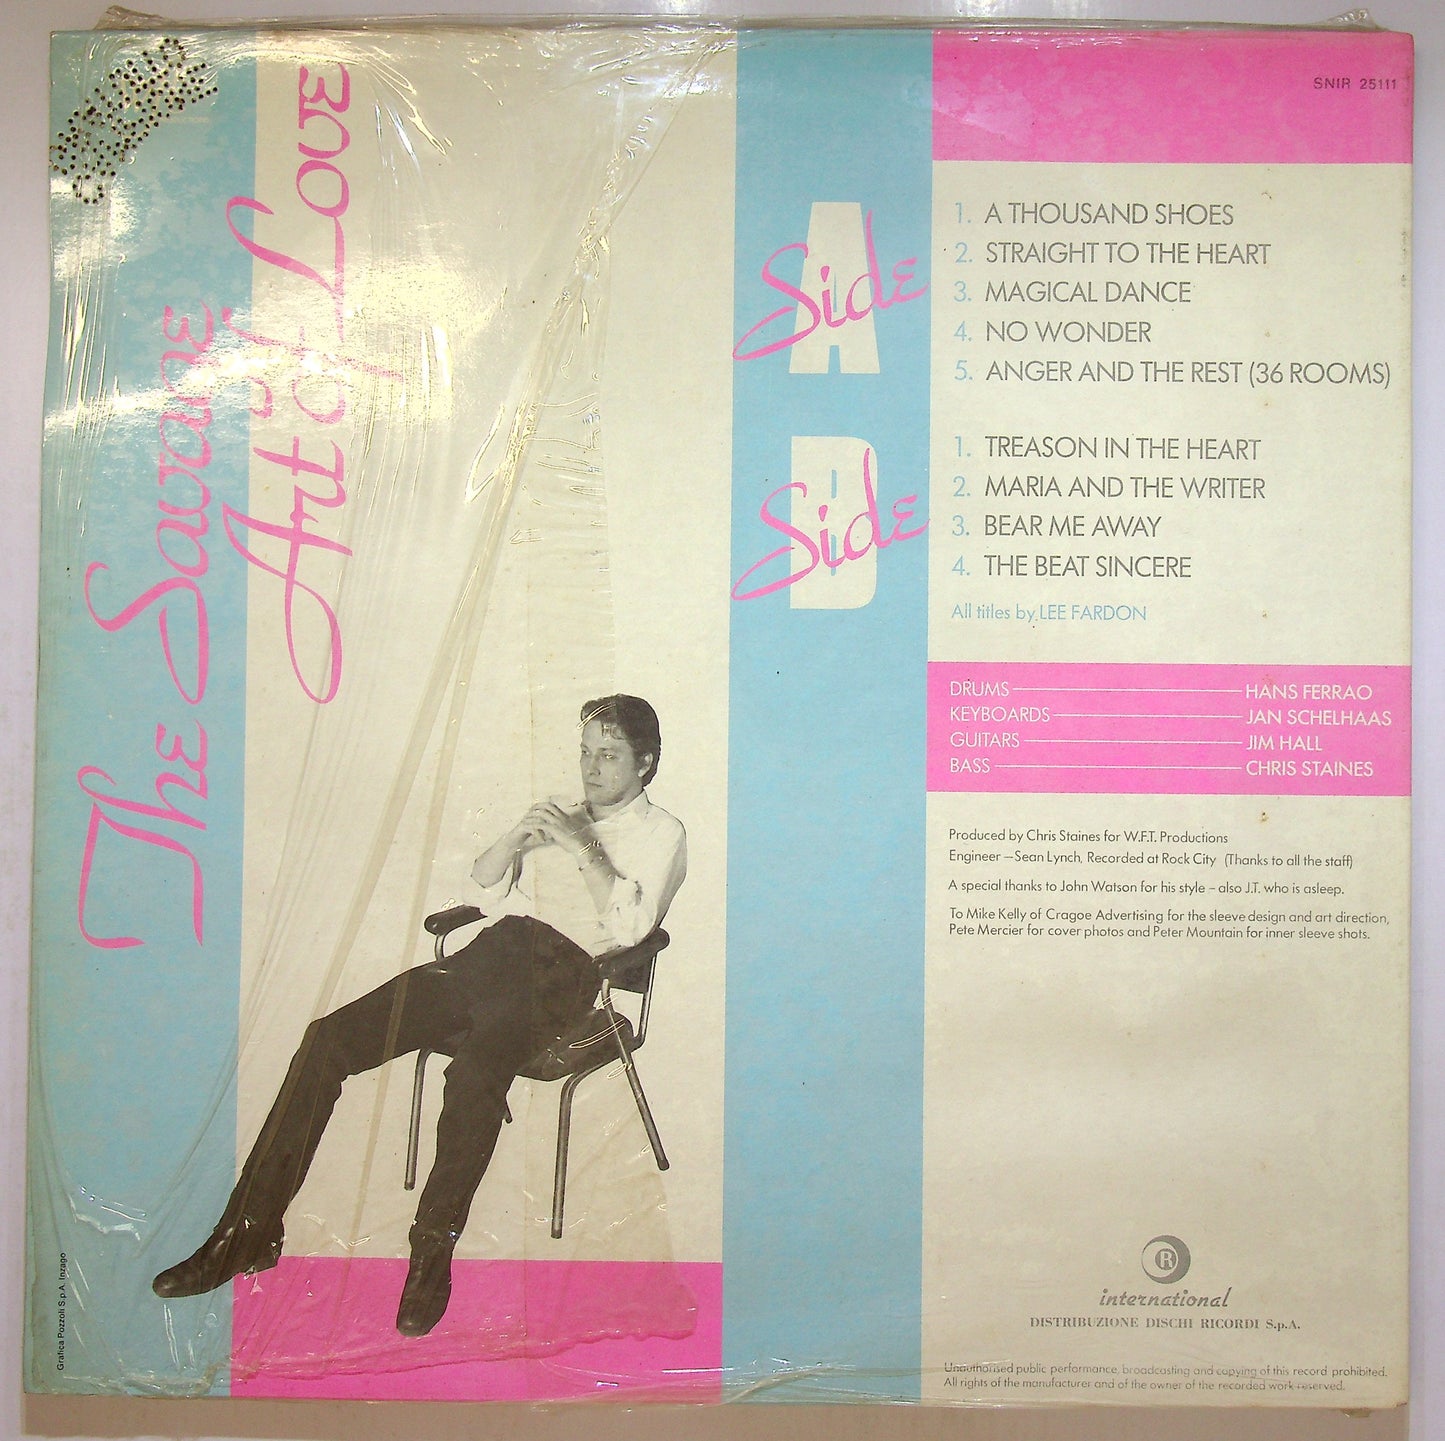 The Savage
Art of Love
SNIR 25111
Side A
1. A THOUSAND SHOES
2. STRAIGHT TO THE HEART
3. MAGICAL DANCE
4. NO WONDER
5. ANGER AND THE REST (36 ROOMS)
Side B
1. TREASON IN THE HEART
2. MARIA AND THE WRITER
3. BEAR ME AWAY
4. THE BEAT SINCERE
All titles by LEE FARDON
DRUMS HANS FERRAO
KEYBOARDS JAN SCHELHAAS
GUITARS JIM HALL
BASS CHRIS STAINES
Produced by Chris Staines for W.F.T. Productions
Engineer – Sean Lynch, Recorded at Rock City (Thanks to all the staff)
A special thanks to John Watson for his style – also J.T. who is asleep.
To Mike Kelly of Cragoe Advertising for the sleeve design and art direction,
Pete Mercier for cover photos and Peter Mountain for inner sleeve shots.
R
international
DISTRIBUZIONE DISCHI RICORDI S.p.A.
Unauthorised public performance, broadcasting and copying of this record prohibited.
All rights of the manufacturer and of the owner of the recorded work reserved.
Grafica Pozzoli S.p.A. Inzago